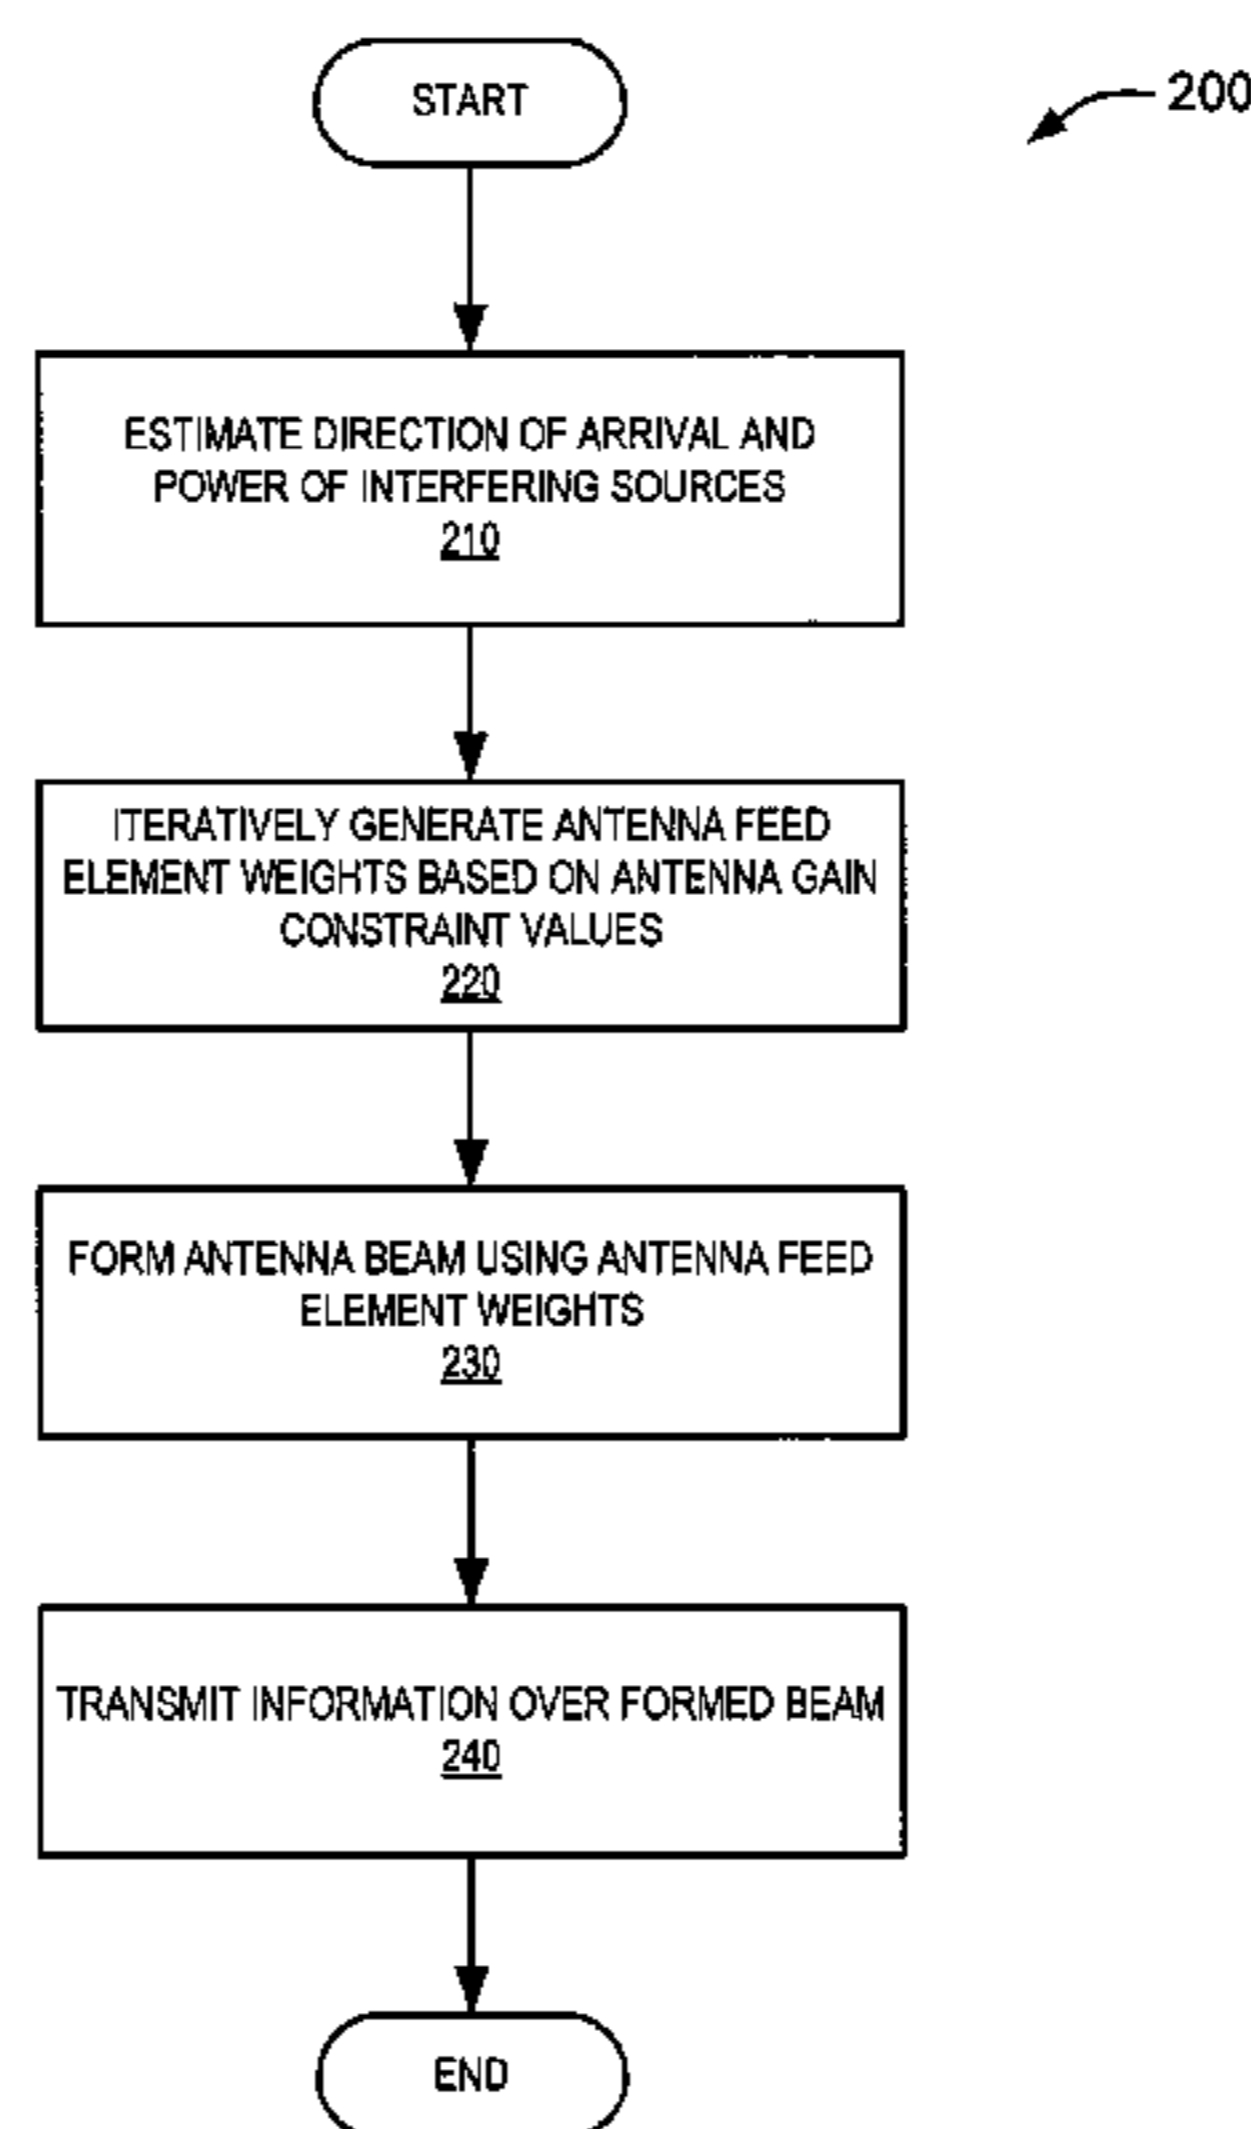 START
200
ESTIMATE DIRECTION OF ARRIVAL AND
POWER OF INTERFERING SOURCES
210
ITERATIVELY GENERATE ANTENNA FEED
ELEMENT WEIGHTS BASED ON ANTENNA GAIN
CONSTRAINT VALUES
220
FORM ANTENNA BEAM USING ANTENNA FEED
ELEMENT WEIGHTS
230
TRANSMIT INFORMATION OVER FORMED BEAM
240
END